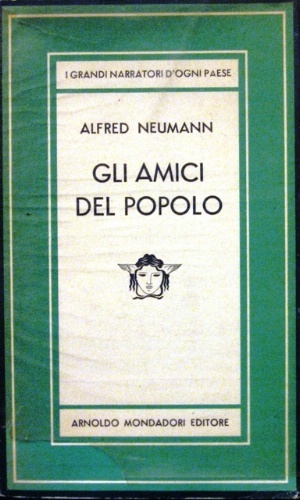 I GRANDI NARRATORI D'OGNI PAESE
ALFRED NEUMANN
GLI AMICI
DEL POPOLO
ARNOLDO MONDADORI EDITORE